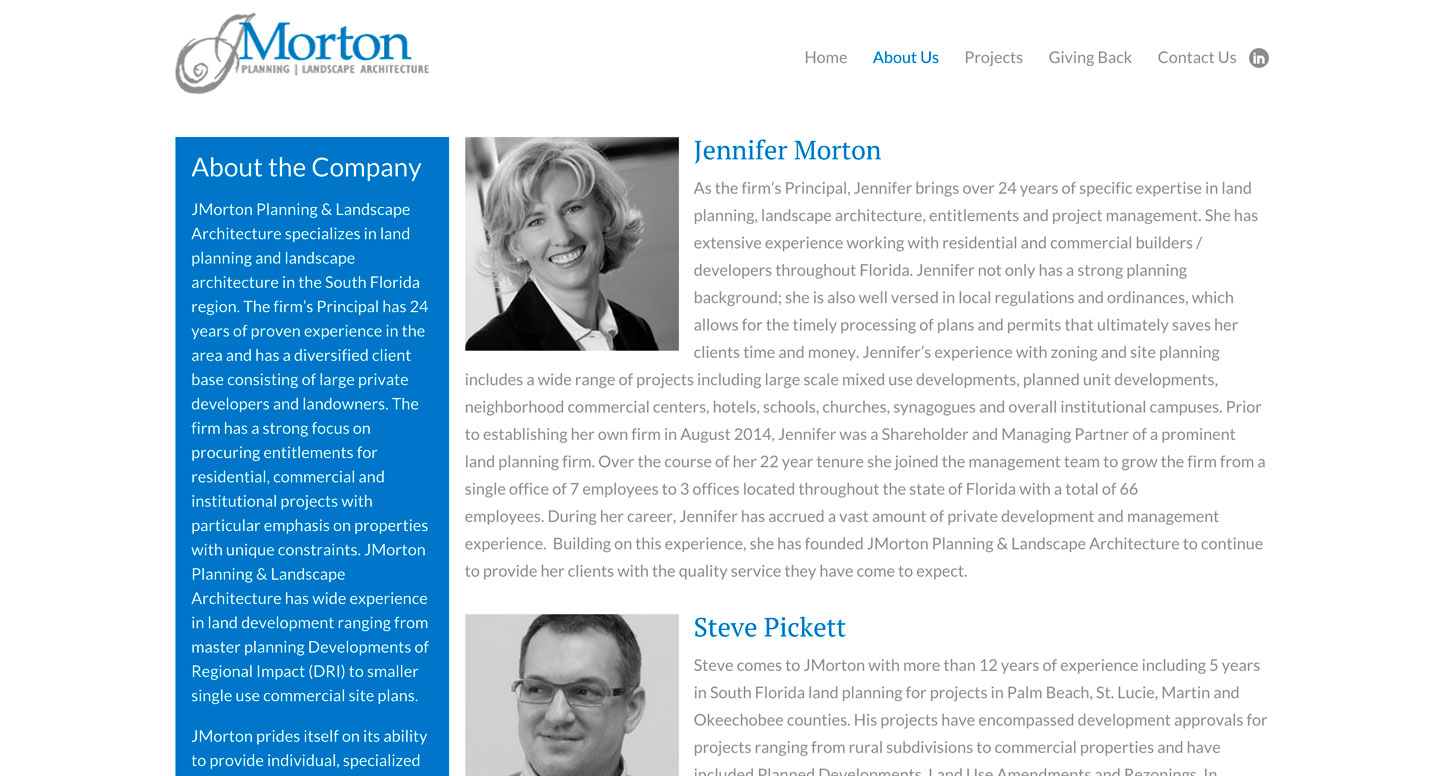 JMorton
PLANNING | LANDSCAPE ARCHITECTURE
Home About Us Projects Giving Back Contact Us in
About the Company
JMorton Planning & Landscape
Architecture specializes in land
planning and landscape
architecture in the South Florida
region. The firm’s Principal has 24
years of proven experience in the
area and has a diversified client
base consisting of large private
developers and landowners. The
firm has a strong focus on
procuring entitlements for
residential, commercial and
institutional projects with
particular emphasis on properties
with unique constraints. JMorton
Planning & Landscape
Architecture has wide experience
in land development ranging from
master planning Developments of
Regional Impact (DRI) to smaller
single use commercial site plans.
JMorton prides itself on its ability
to provide individual, specialized
Jennifer Morton
As the firm’s Principal, Jennifer brings over 24 years of specific expertise in land
planning, landscape architecture, entitlements and project management. She has
extensive experience working with residential and commercial builders /
developers throughout Florida. Jennifer not only has a strong planning
background; she is also well versed in local regulations and ordinances, which
allows for the timely processing of plans and permits that ultimately saves her
clients time and money. Jennifer’s experience with zoning and site planning
includes a wide range of projects including large scale mixed use developments, planned unit developments,
neighborhood commercial centers, hotels, schools, churches, synagogues and overall institutional campuses. Prior
to establishing her own firm in August 2014, Jennifer was a Shareholder and Managing Partner of a prominent
land planning firm. Over the course of her 22 year tenure she joined the management team to grow the firm from a
single office of 7 employees to 3 offices located throughout the state of Florida with a total of 66
employees. During her career, Jennifer has accrued a vast amount of private development and management
experience.  Building on this experience, she has founded JMorton Planning & Landscape Architecture to continue
to provide her clients with the quality service they have come to expect.
Steve Pickett
Steve comes to JMorton with more than 12 years of experience including 5 years
in South Florida land planning for projects in Palm Beach, St. Lucie, Martin and
Okeechobee counties. His projects have encompassed development approvals for
projects ranging from rural subdivisions to commercial properties and have
included Planned Developments, Land Use Amendments and Rezonings. In